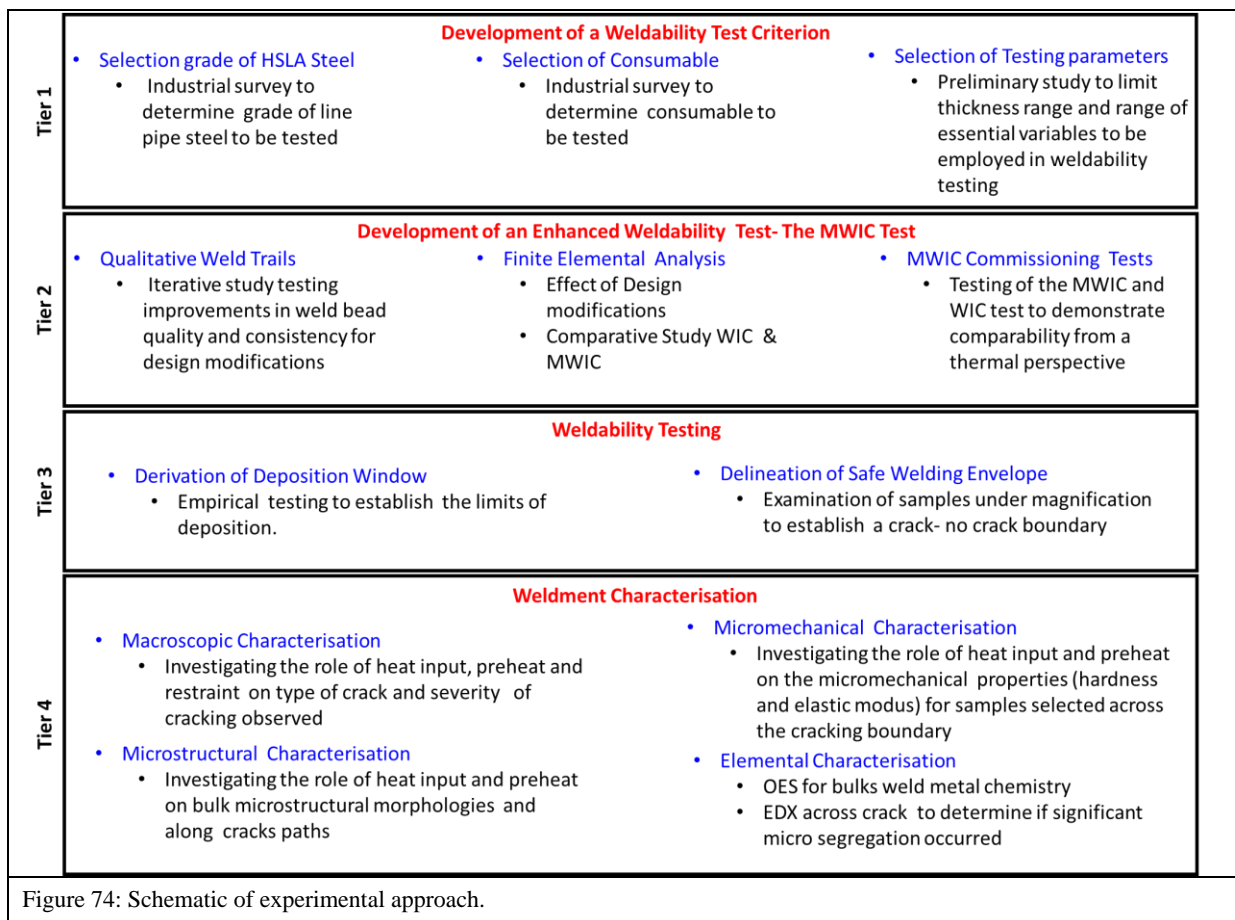 Tier 1
Development of a Weldability Test Criterion
• Selection grade of HSLA Steel
• Industrial survey to
determine grade of line
pipe steel to be tested
• Selection of Consumable
• Industrial survey to
determine consumable to
be tested
• Selection of Testing parameters
• Preliminary study to limit
thickness range and range of
essential variables to be
employed in weldability
testing
Tier 2
Development of an Enhanced Weldability Test- The MWIC Test
• Qualitative Weld Trails
• Iterative study testing
improvements in weld bead
quality and consistency for
design modifications
• Finite Elemental Analysis
• Effect of Design
modifications
• Comparative Study WIC &
MWIC
• MWIC Commissioning Tests
• Testing of the MWIC and
WIC test to demonstrate
comparability from a
thermal perspective
Tier 3
Weldability Testing
• Derivation of Deposition Window
• Empirical testing to establish the limits of
deposition.
• Delineation of Safe Welding Envelope
• Examination of samples under magnification
to establish a crack- no crack boundary
Tier 4
Weldment Characterisation
• Macroscopic Characterisation
• Investigating the role of heat input, preheat and
restraint on type of crack and severity of
cracking observed
• Microstructural Characterisation
• Investigating the role of heat input and preheat
on bulk microstructural morphologies and
along cracks paths
• Micromechanical Characterisation
• Investigating the role of heat input and preheat
on the micromechanical properties (hardness
and elastic modus) for samples selected across
the cracking boundary
• Elemental Characterisation
• OES for bulks weld metal chemistry
• EDX across crack to determine if significant
micro segregation occurred
Figure 74: Schematic of experimental approach.